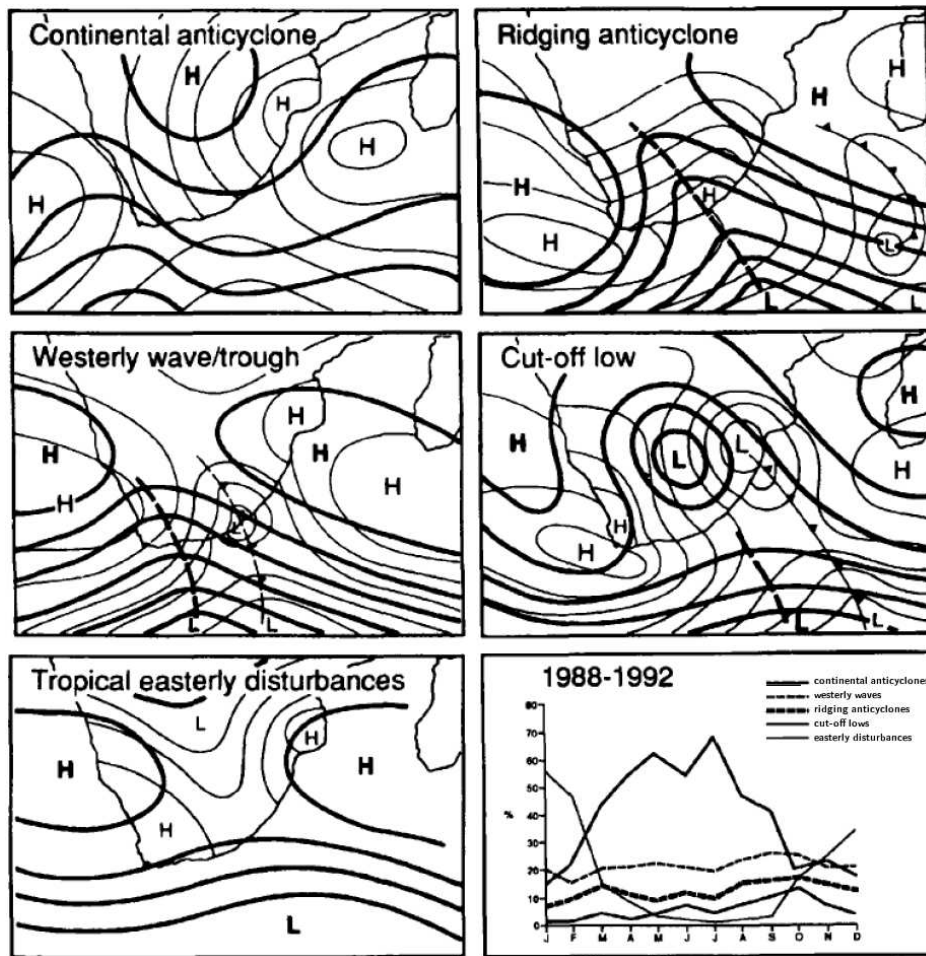 Continental anticyclone
H
H
H
H
Ridging anticyclone
H
H
H
H
H
L
L
L
Westerly wave/trough
H
H
H
H
H
L
L
L
Cut-off low
H
H
L
L
H
H
H
L
L
Tropical easterly disturbances
L
H
H
H
H
L
1988-1992
continental anticyclones
westerly waves
ridging anticyclones
cut-off lows
easterly disturbances
80
70
60
50
40
30
20
10
0
%
J F M A M J J A S O N D